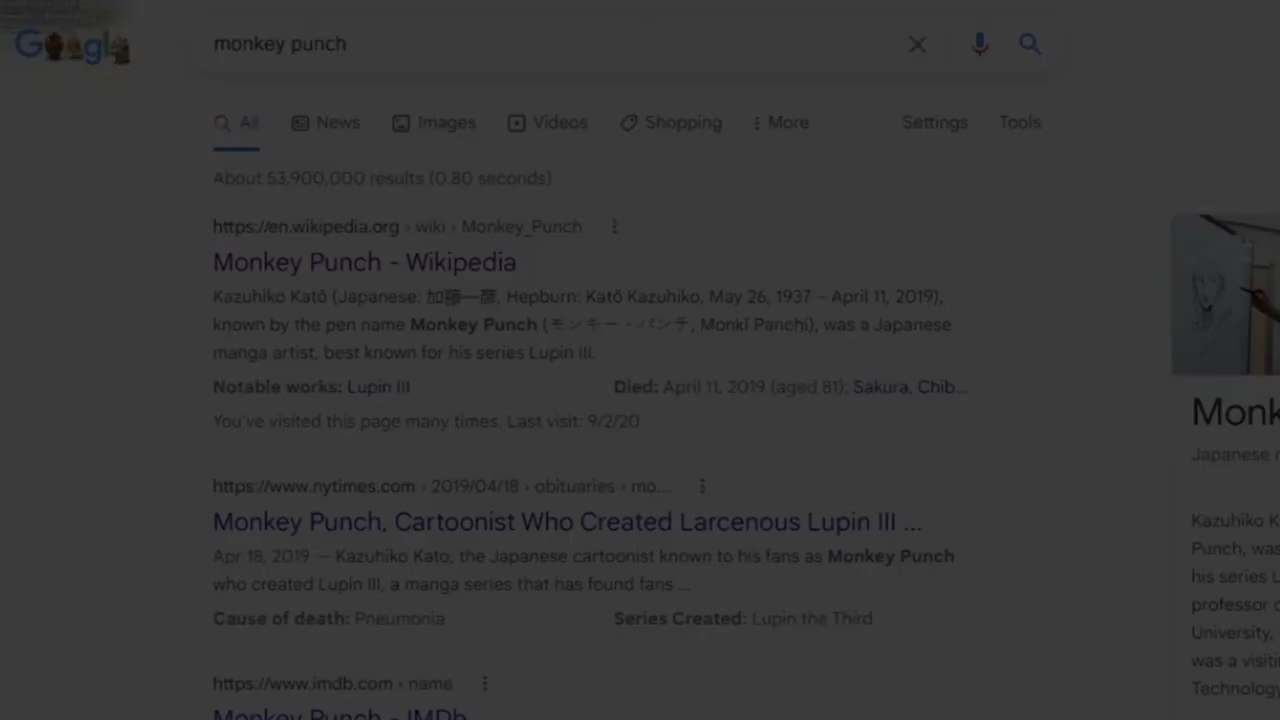 Google
monkey punch
All News Images Videos Shopping More Settings Tools
About 53,900,000 results (0.80 seconds)
https://en.wikipedia.org › wiki › Monkey_Punch
Monkey Punch - Wikipedia
Kazuhiko Katō (Japanese: 加藤一彦, Hepburn: Katō Kazuhiko, May 26, 1937 – April 11, 2019),
known by the pen name Monkey Punch (モンキー・パンチ, Monkī Panchi), was a Japanese
manga artist, best known for his series Lupin III.
Notable works: Lupin III Died: April 11, 2019 (aged 81); Sakura, Chib...
You've visited this page many times. Last visit: 9/2/20
https://www.nytimes.com › 2019/04/18 › obituaries › mo...
Monkey Punch, Cartoonist Who Created Larcenous Lupin III ...
Apr 18, 2019 — Kazuhiko Kato, the Japanese cartoonist known to his fans as Monkey Punch
who created Lupin III, a manga series that has found fans ...
Cause of death: Pneumonia Series Created: Lupin the Third
https://www.imdb.com › name
Monkey Punch - IMDb
Monk
Japanese
Kazuhiko K
Punch, was
his series L
professor
University,
was a visiti
Technology